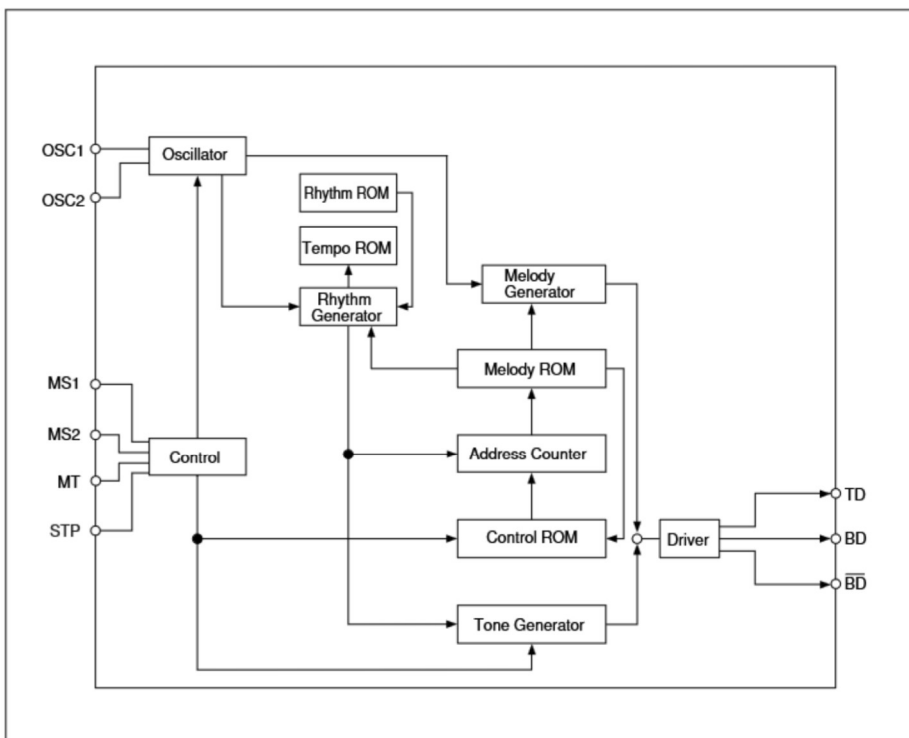 OSC1
OSC2
Oscillator
Rhythm ROM
Tempo ROM
Rhythm
Generator
Melody
Generator
Melody ROM
MS1
MS2
MT
STP
Control
Address Counter
Control ROM
Tone Generator
Driver
TD
BD
B̅D̅